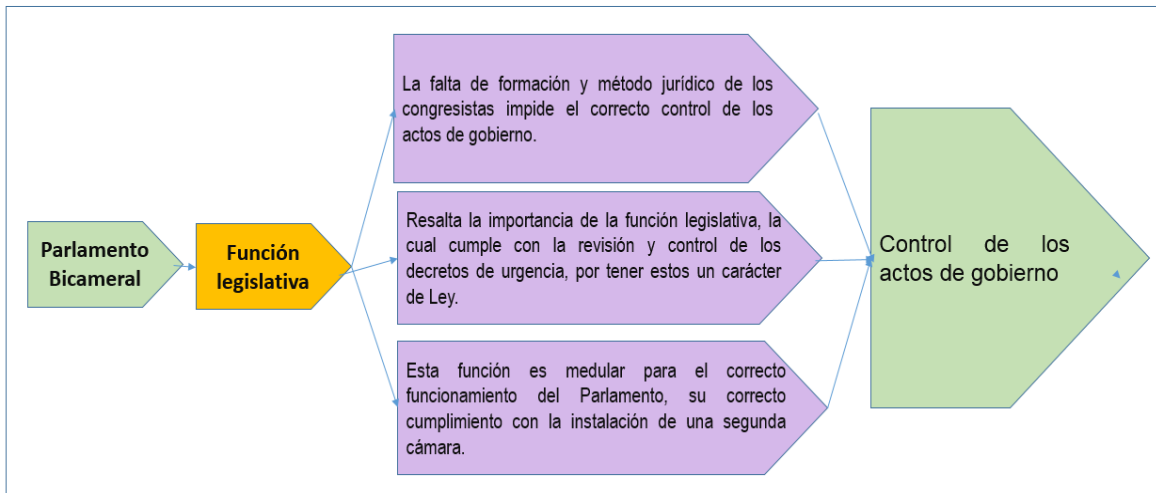 Parlamento
Bicameral
Función
legislativa
La falta de formación y método jurídico de los
congresistas impide el correcto control de los
actos de gobierno.
Resalta la importancia de la función legislativa, la
cual cumple con la revisión y control de los
decretos de urgencia, por tener estos un carácter
de Ley.
Esta función es medular para el correcto
funcionamiento del Parlamento, su correcto
cumplimiento con la instalación de una segunda
cámara.
Control de los
actos de gobierno